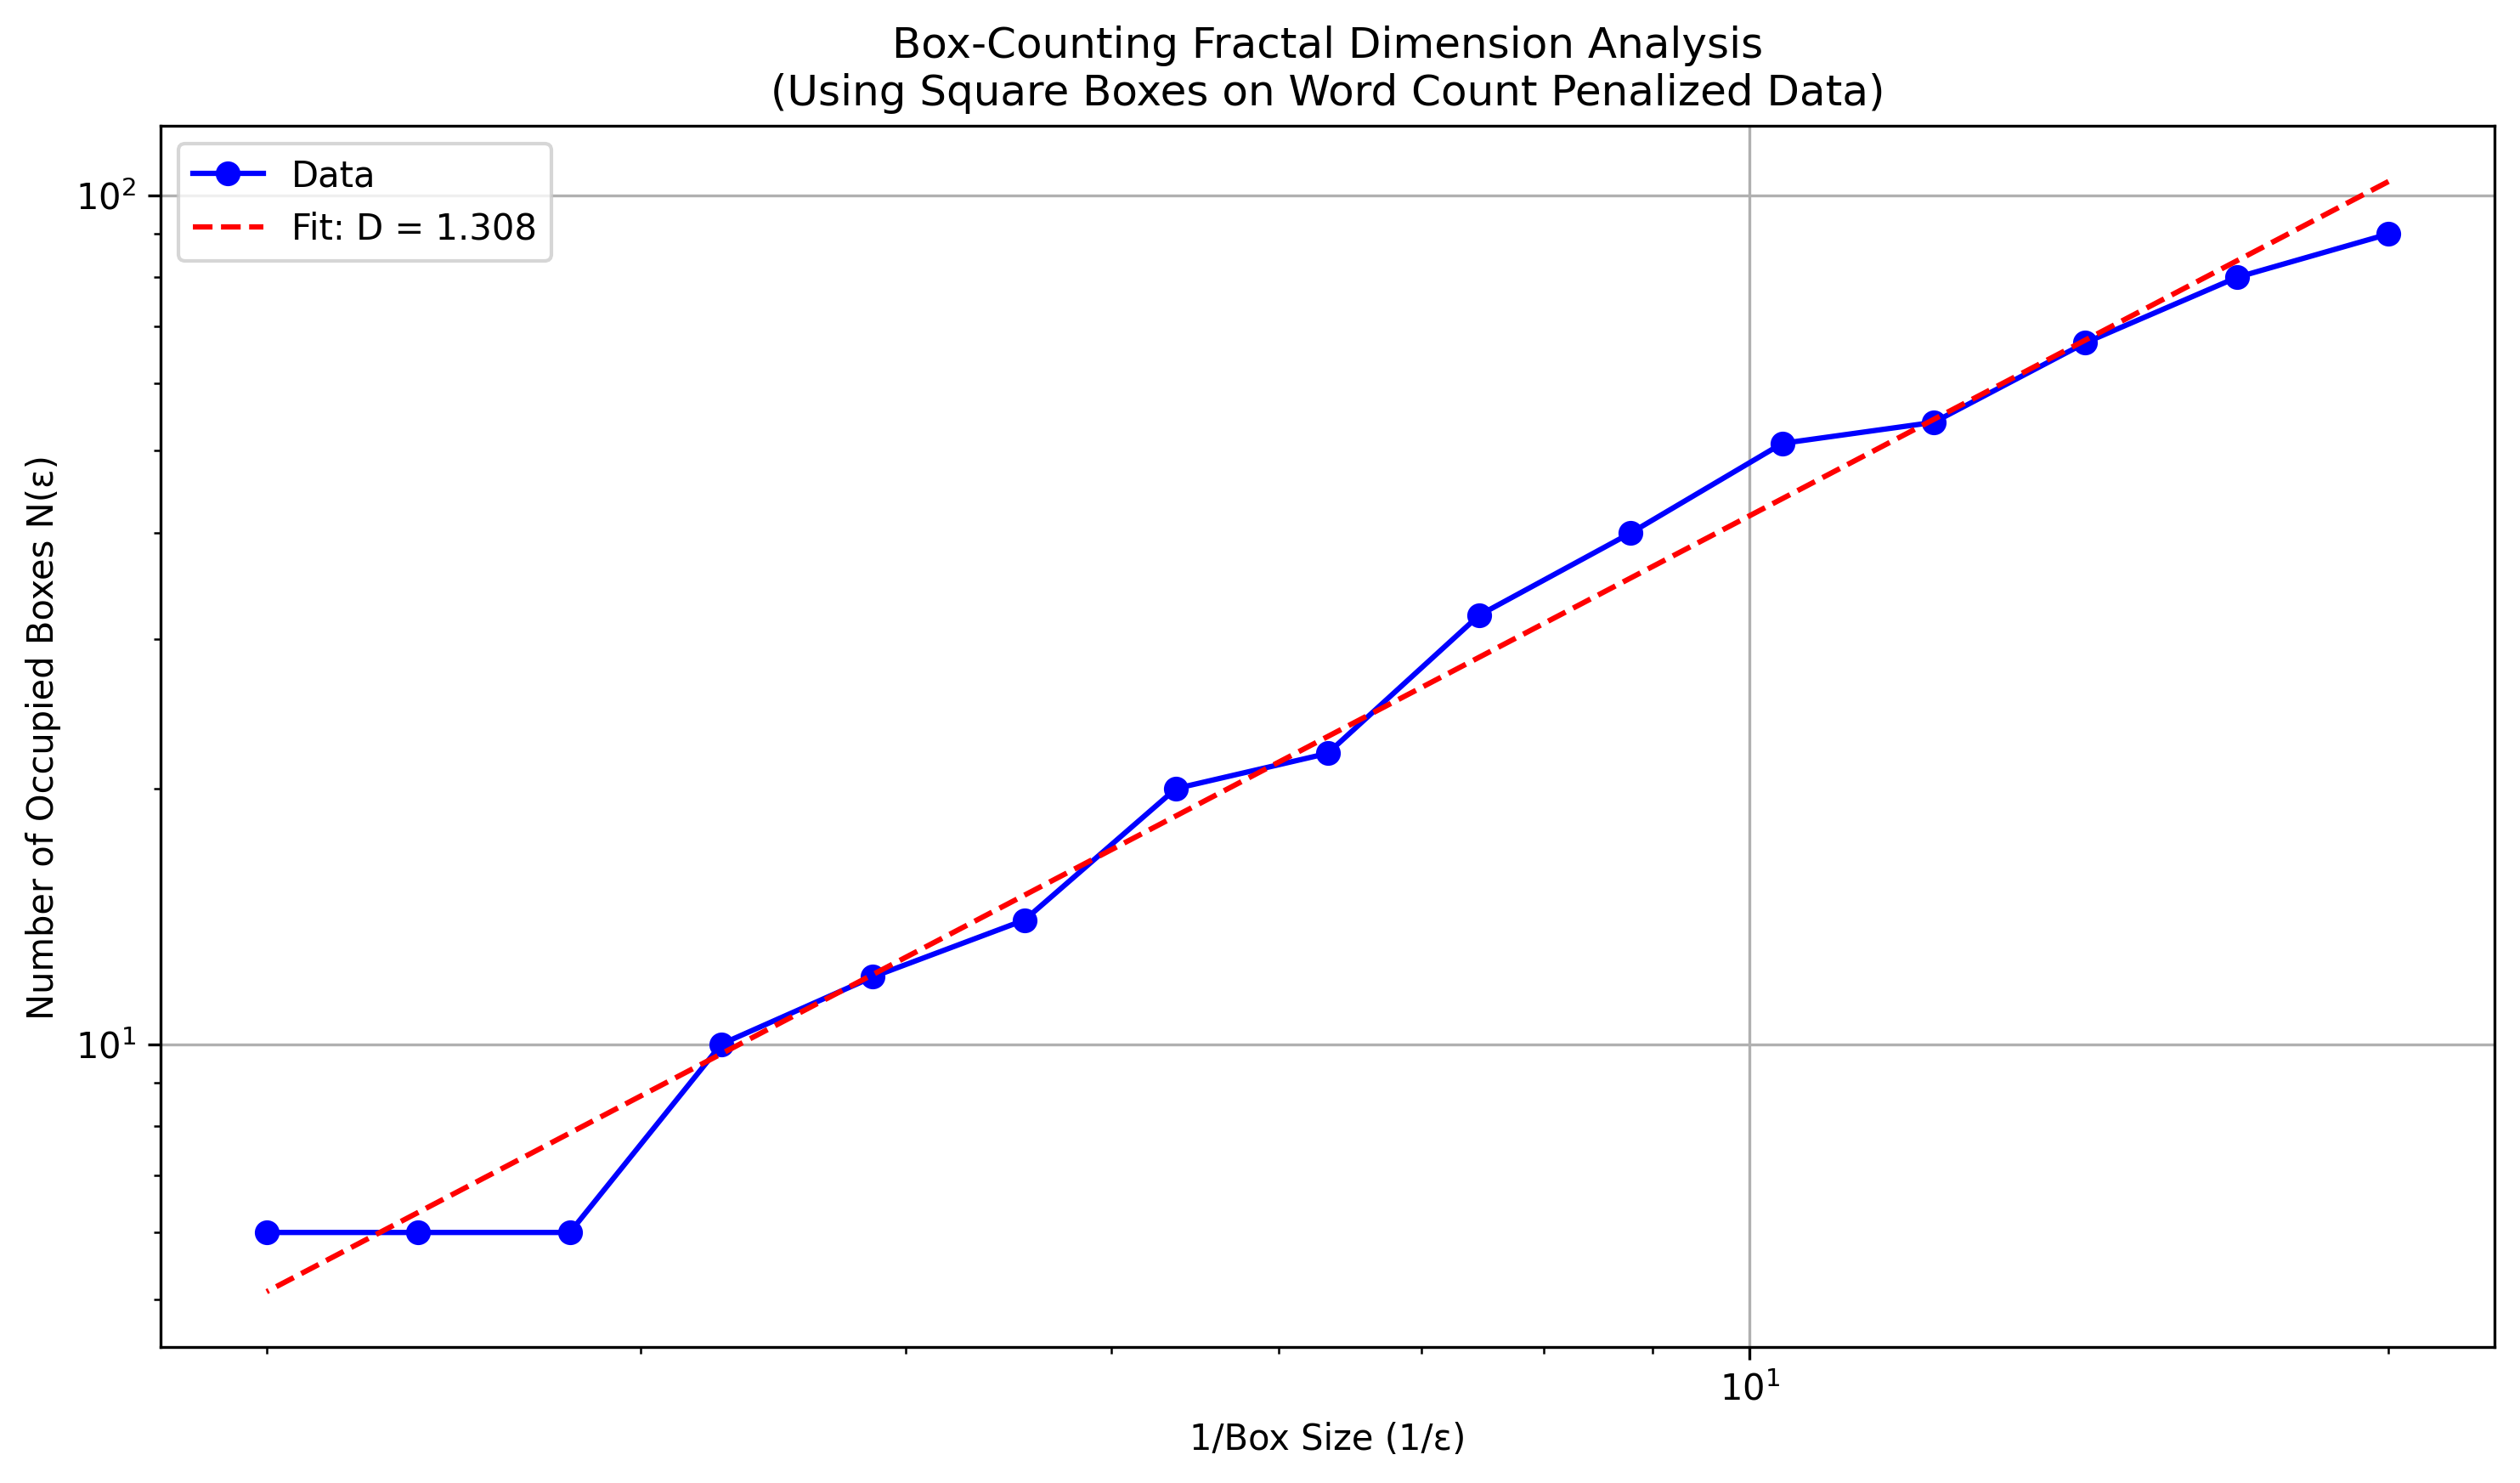 Box-Counting Fractal Dimension Analysis
(Using Square Boxes on Word Count Penalized Data)
Data
Fit: D = 1.308
10²
10¹
Number of Occupied Boxes N(ε)
10¹
1/Box Size (1/ε)